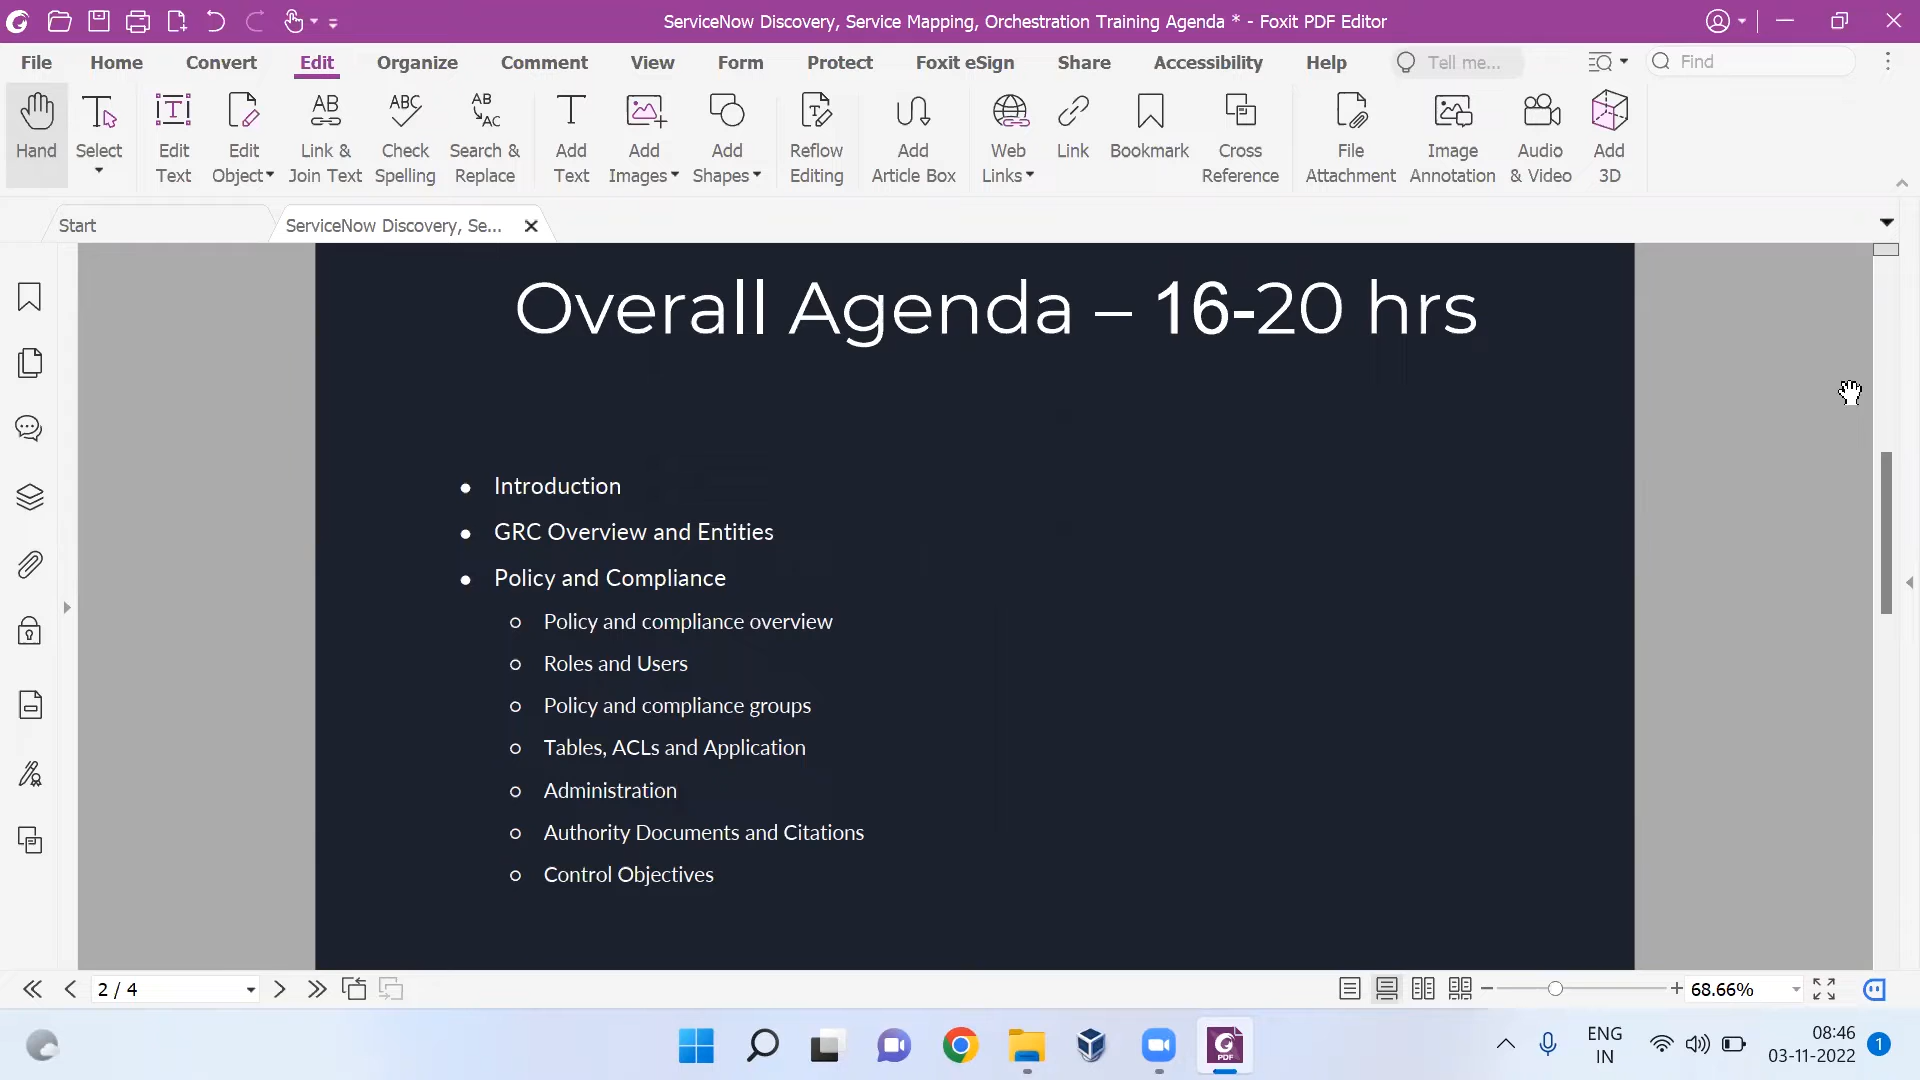 ServiceNow Discovery, Service Mapping, Orchestration Training Agenda * - Foxit PDF Editor
File Home Convert Edit Organize Comment View Form Protect Foxit eSign Share Accessibility Help Tell me... Find
Hand Select Edit Text Edit Object Link & Join Text Check Spelling Search & Replace Add Text Add Images Add Shapes Reflow Editing Add Article Box Web Links Link Bookmark Cross Reference File Attachment Image Annotation Audio & Video Add 3D
Start ServiceNow Discovery, Se...
Overall Agenda – 16-20 hrs
● Introduction
● GRC Overview and Entities
● Policy and Compliance
○ Policy and compliance overview
○ Roles and Users
○ Policy and compliance groups
○ Tables, ACLs and Application
○ Administration
○ Authority Documents and Citations
○ Control Objectives
2 / 4 68.66%
ENG 08:46
IN 03-11-2022 1